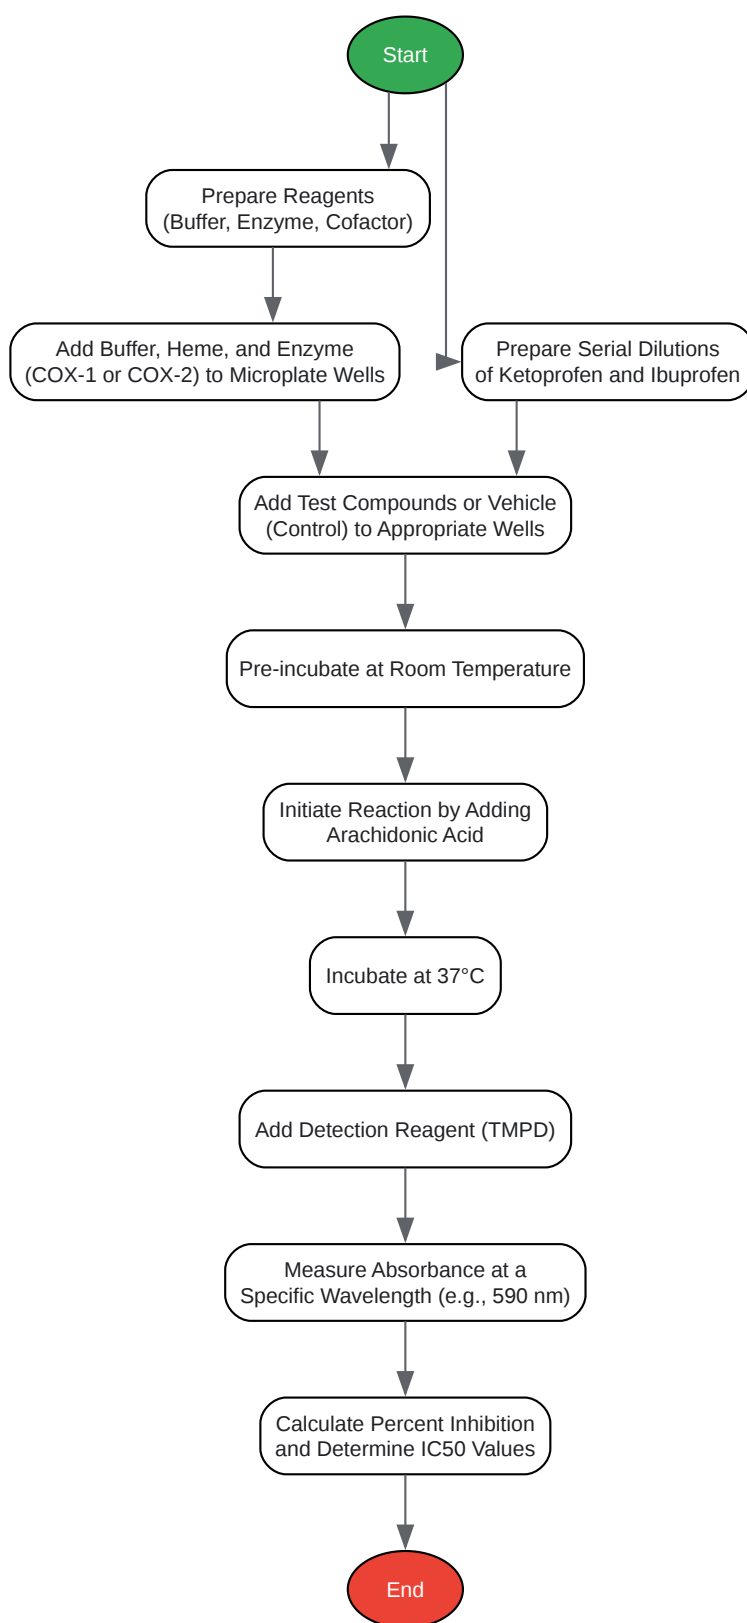 Start
Prepare Reagents
(Buffer, Enzyme, Cofactor)
Add Buffer, Heme, and Enzyme
(COX-1 or COX-2) to Microplate Wells
Prepare Serial Dilutions
of Ketoprofen and Ibuprofen
Add Test Compounds or Vehicle
(Control) to Appropriate Wells
Pre-incubate at Room Temperature
Initiate Reaction by Adding
Arachidonic Acid
Incubate at 37°C
Add Detection Reagent (TMPD)
Measure Absorbance at a
Specific Wavelength (e.g., 590 nm)
Calculate Percent Inhibition
and Determine IC50 Values
End